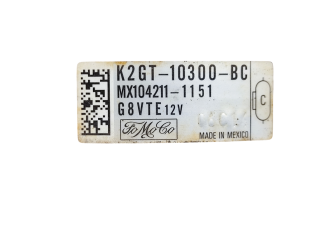 K2GT-10300-BC
MX104211-1151
G8VTE 12V
FoMoCo
MADE IN MEXICO
C